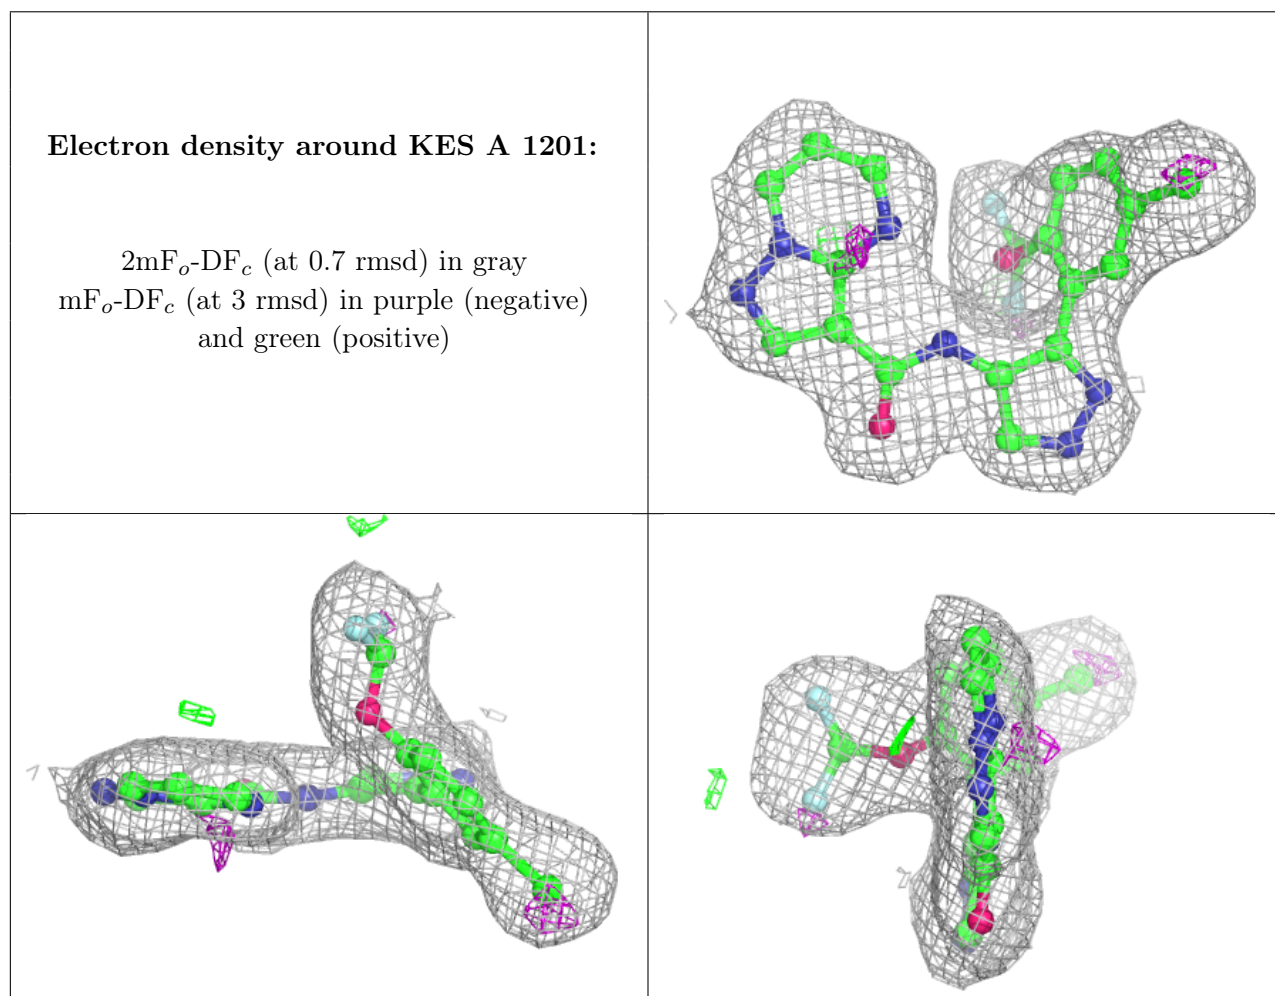 Electron density around KES A 1201:
2mFo-DFc (at 0.7 rmsd) in gray
mFo-DFc (at 3 rmsd) in purple (negative)
and green (positive)